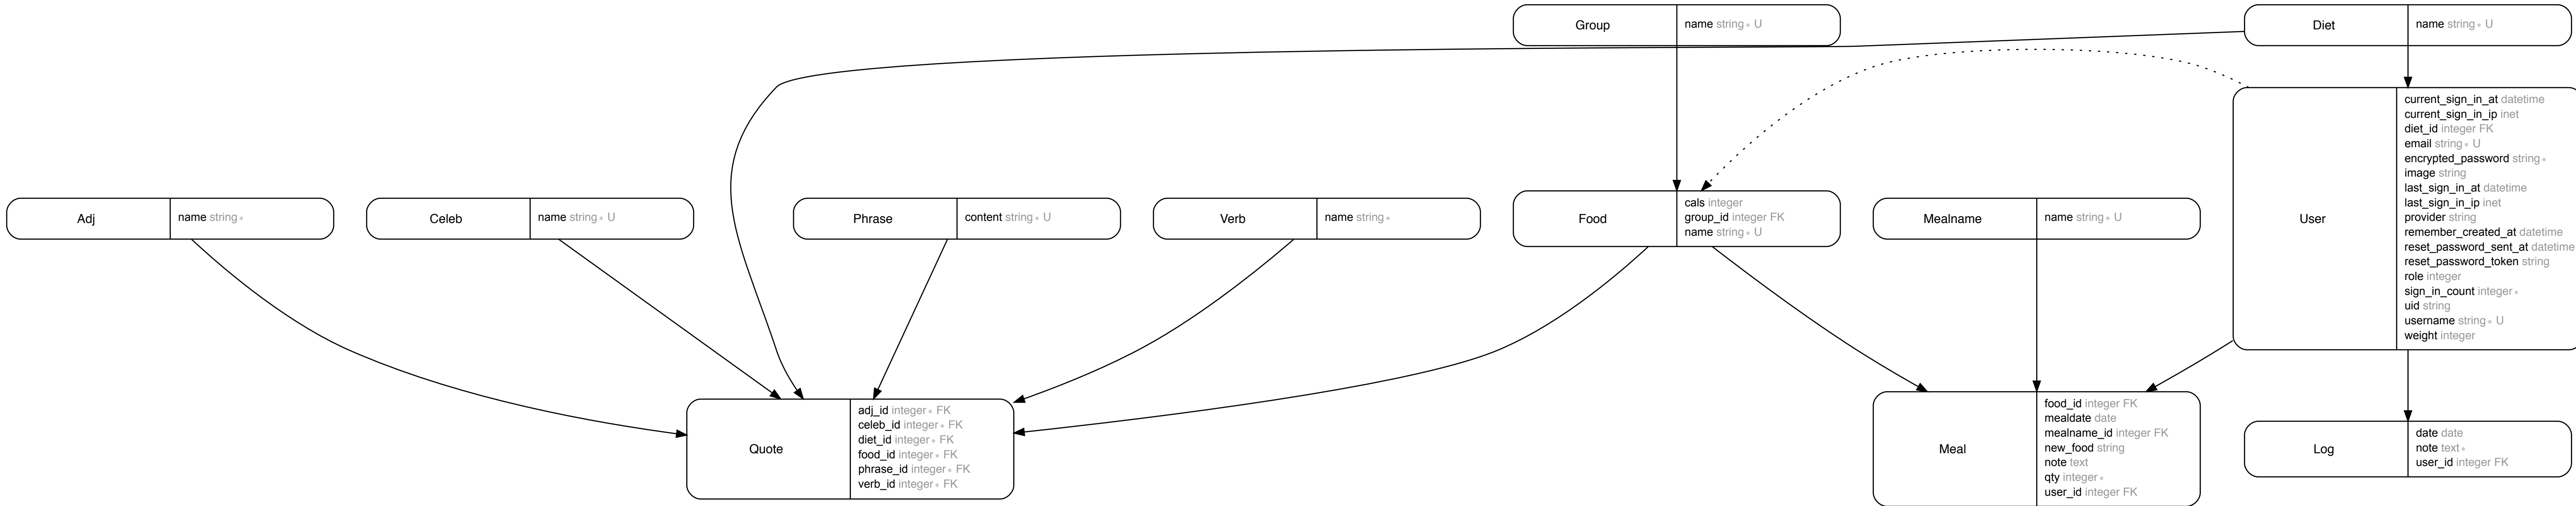 Group
name string∗ U
Diet
name string∗ U
User
current_sign_in_at datetime
current_sign_in_ip inet
diet_id integer FK
email string∗ U
encrypted_password string∗
image string
last_sign_in_at datetime
last_sign_in_ip inet
provider string
remember_created_at datetime
reset_password_sent_at datetime
reset_password_token string
role integer
sign_in_count integer∗
uid string
username string∗ U
weight integer
Adj
name string∗
Celeb
name string∗ U
Phrase
content string∗ U
Verb
name string∗
Food
cals integer
group_id integer FK
name string∗ U
Mealname
name string∗ U
Quote
adj_id integer∗ FK
celeb_id integer∗ FK
diet_id integer∗ FK
food_id integer∗ FK
phrase_id integer∗ FK
verb_id integer∗ FK
Meal
food_id integer FK
mealdate date
mealname_id integer FK
new_food string
note text
qty integer∗
user_id integer FK
Log
date date
note text∗
user_id integer FK